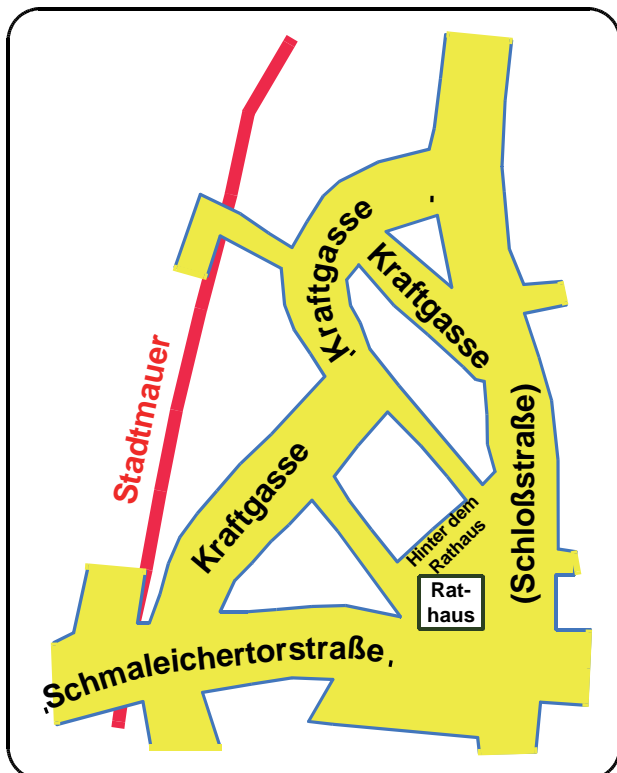 'Kraftgasse
'
Kraftgasse
Stadtmauer
Kraftgasse
(Schloßstraße)
Hinter dem
Rathaus
Rat-
haus
'Schmaleichertorstraße,'